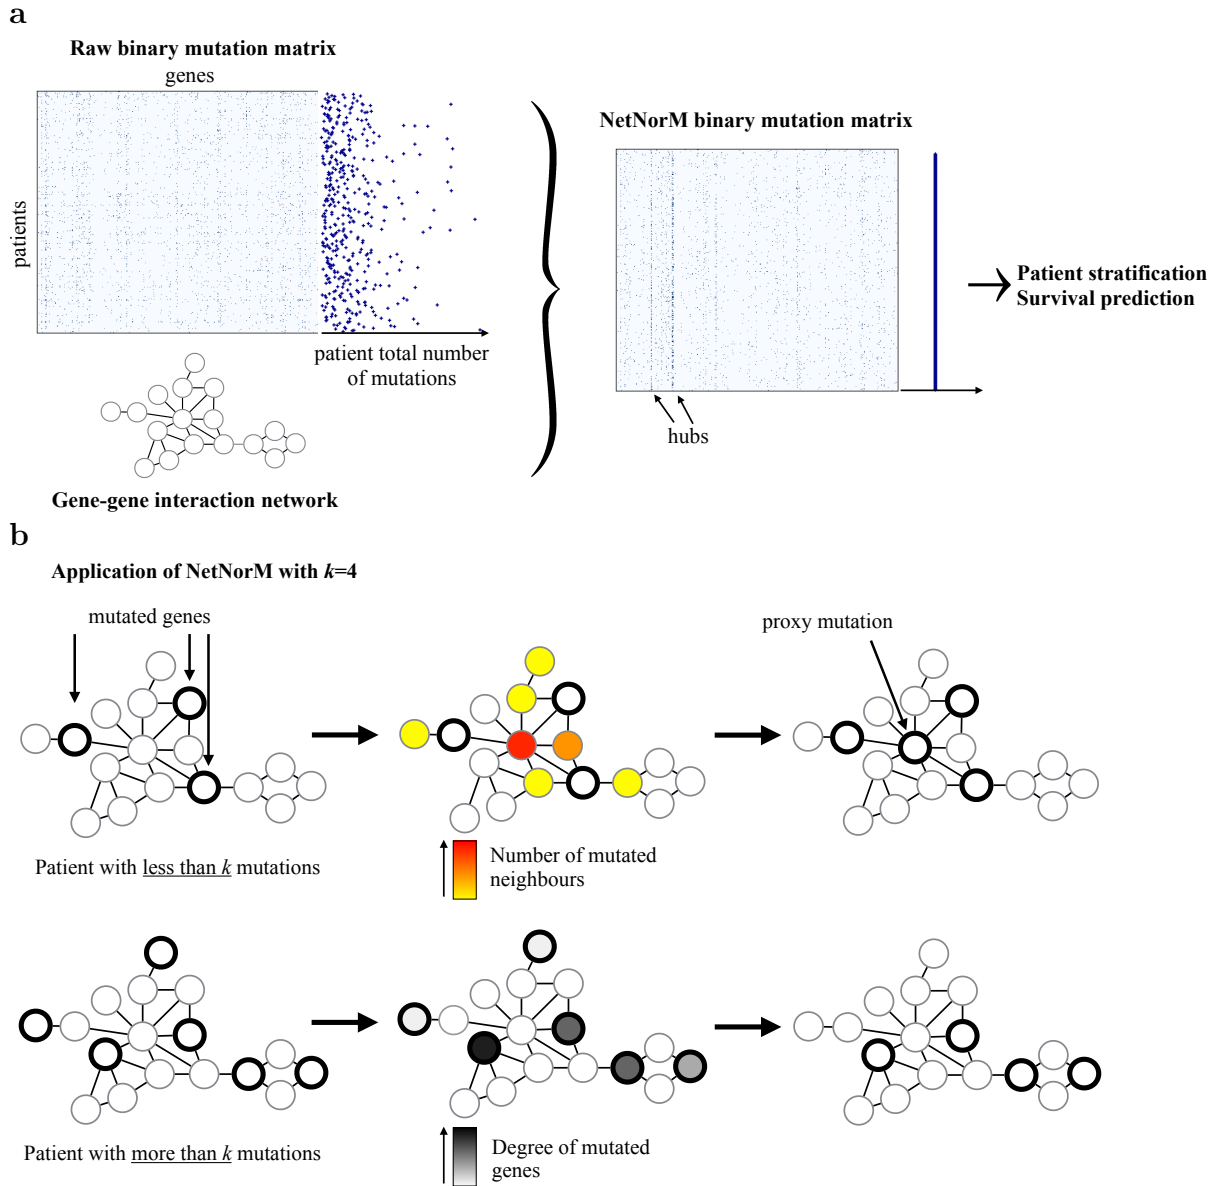 a
Raw binary mutation matrix
genes
patients
patient total number
of mutations
Gene-gene interaction network
NetNorM binary mutation matrix
hubs
Patient stratification
Survival prediction
b
Application of NetNorM with k=4
mutated genes
proxy mutation
Patient with less than k mutations
Number of mutated
neighbours
Patient with more than k mutations
Degree of mutated
genes